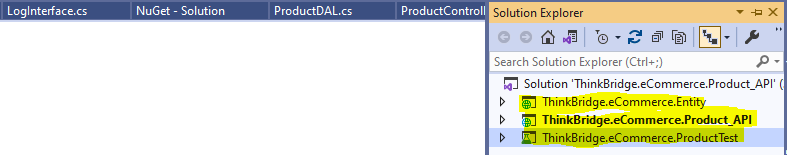 LogInterface.cs
NuGet - Solution
ProductDAL.cs
ProductControll
Solution Explorer
Search Solution Explorer (Ctrl+;)
Solution 'ThinkBridge.eCommerce.Product_API' (
ThinkBridge.eCommerce.Entity
ThinkBridge.eCommerce.Product_API
ThinkBridge.eCommerce.ProductTest